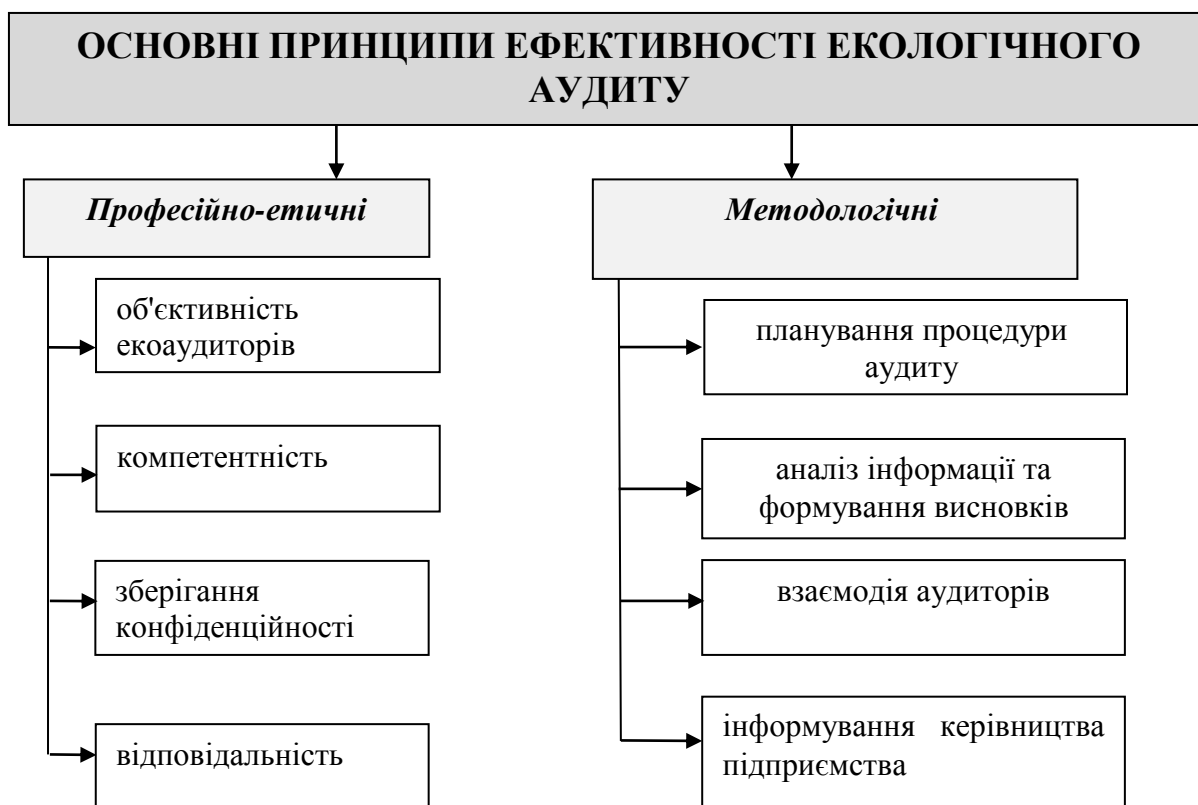 ОСНОВНІ ПРИНЦИПИ ЕФЕКТИВНОСТІ ЕКОЛОГІЧНОГО
АУДИТУ
Професійно-етичні
об'єктивність
екоаудиторів
компетентність
зберігання
конфіденційності
відповідальність
Методологічні
планування процедури
аудиту
аналіз інформації та
формування висновків
взаємодія аудиторів
інформування керівництва
підприємства